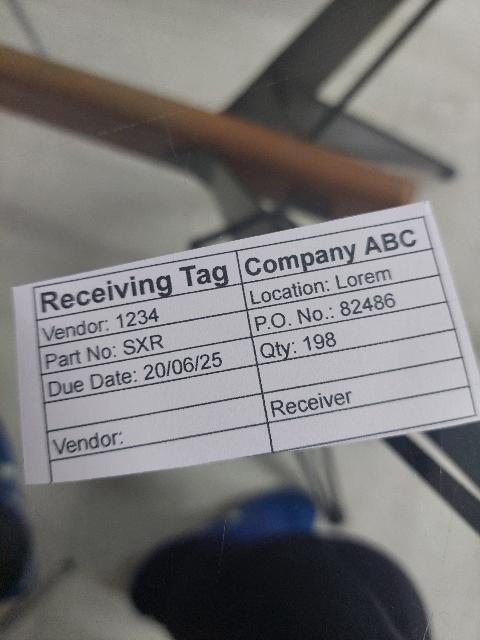 Receiving Tag Company ABC
Vendor: 1234 Location: Lorem
Part No: SXR P.O. No.: 82486
Due Date: 20/06/25 Qty: 198
Vendor: Receiver